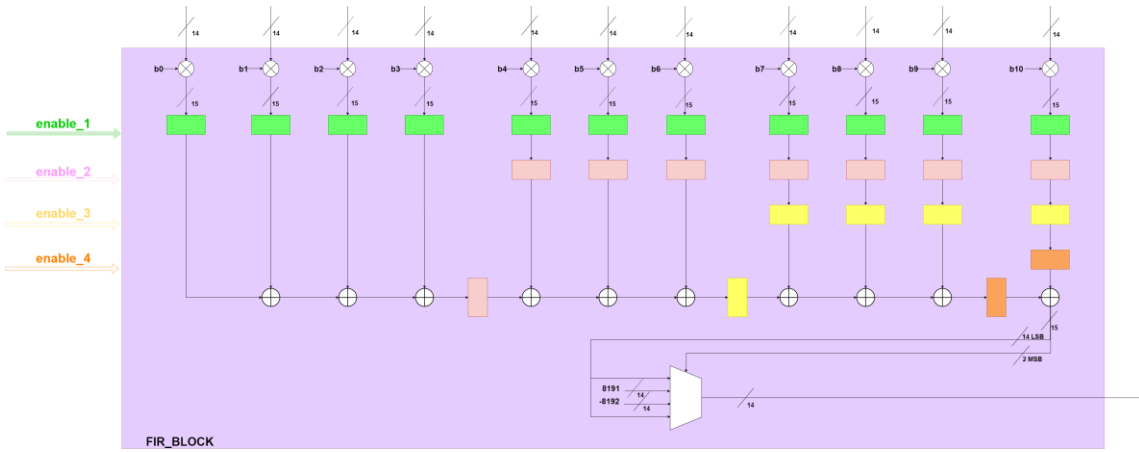 14 14 14 14 14 14 14 14 14 14 14
b0 b1 b2 b3 b4 b5 b6 b7 b8 b9 b10
15 15 15 15 15 15 15 15 15 15 15
enable_1
enable_2
enable_3
enable_4
15
14 LSB
2 MSB
8191
14
-8192
14
14
FIR_BLOCK